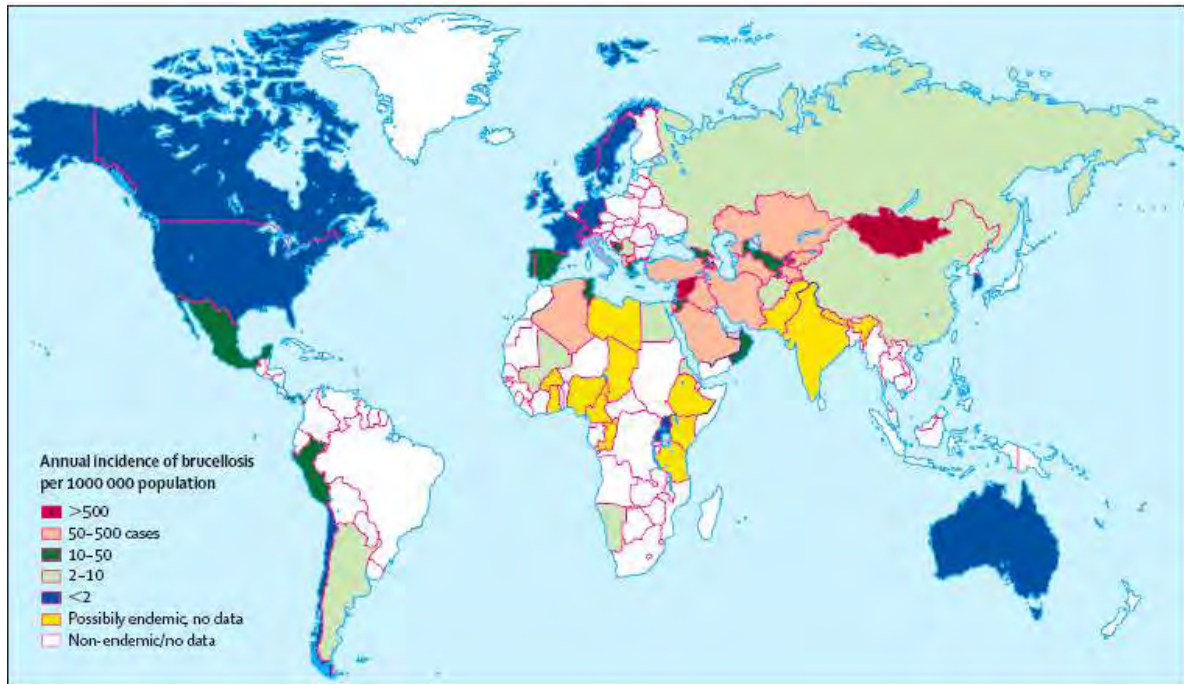 Annual incidence of brucellosis
per 1000 000 population
>500
50–500 cases
10–50
2–10
<2
Possibily endemic, no data
Non-endemic/no data